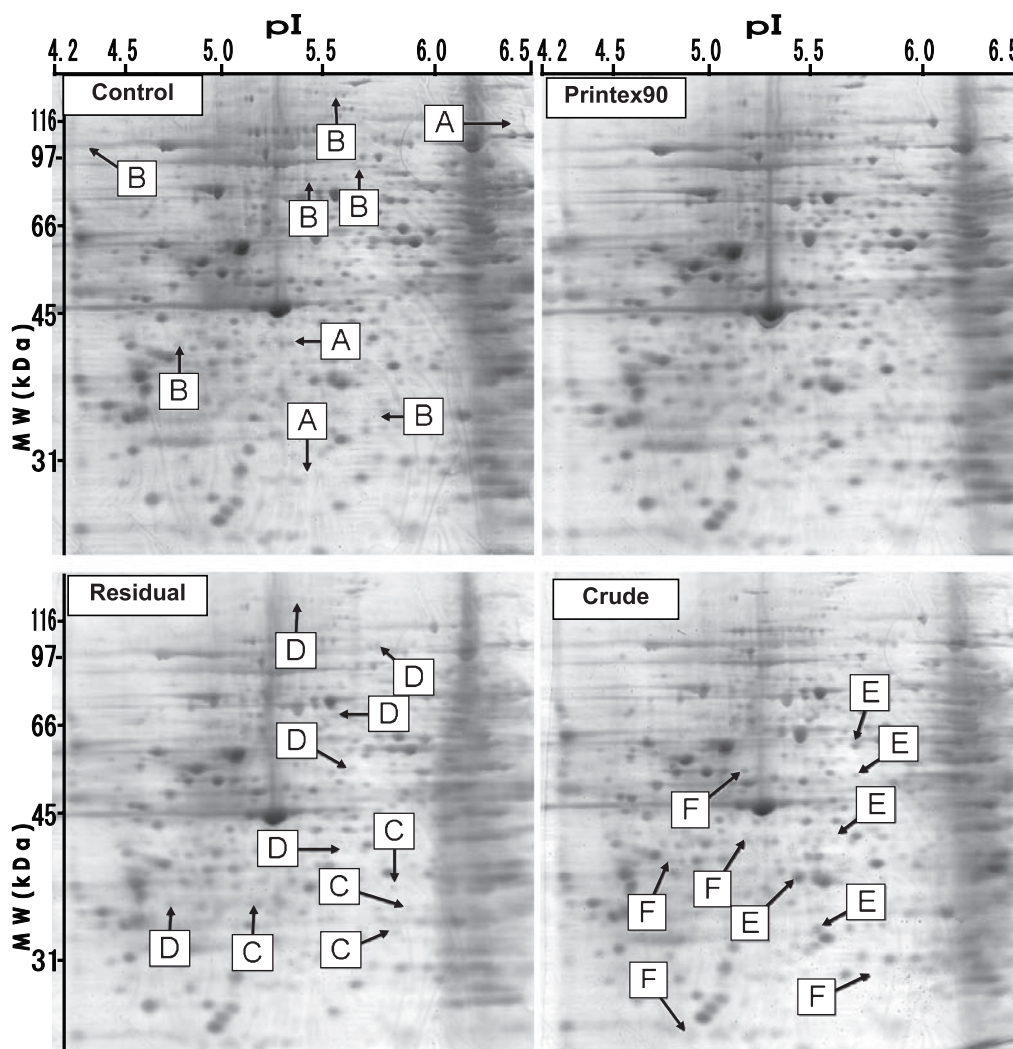 pI pI
4.2 4.5 5.0 5.5 6.0 6.5 4.2 4.5 5.0 5.5 6.0 6.5
Control Printex90
116
97
66
45
31
MW (kDa)
B
A
B
B
B
A
B
B
A
Residual Crude
116
97
66
45
31
MW (kDa)
D
D
D
D
C
D
C
D
C
C
E
E
F
E
F
E
F
E
F
F